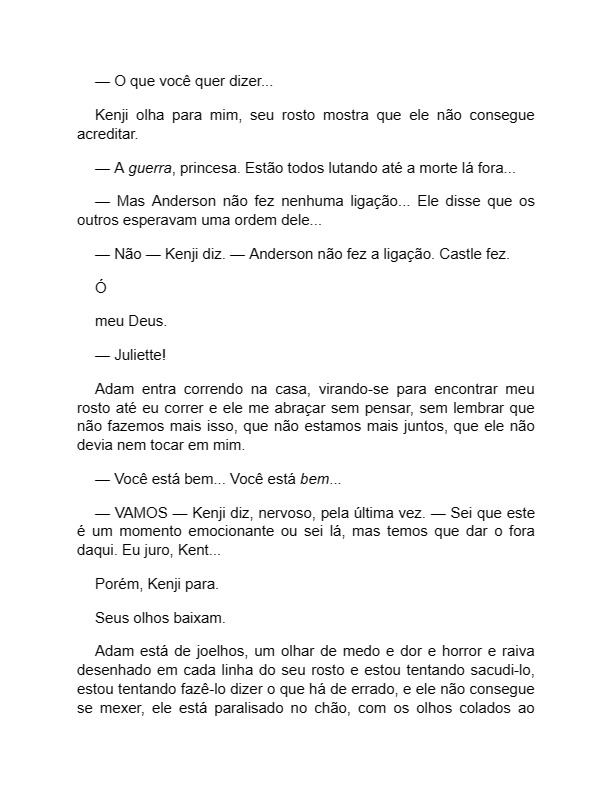 — O que você quer dizer...
Kenji olha para mim, seu rosto mostra que ele não consegue
acreditar.
— A guerra, princesa. Estão todos lutando até a morte lá fora...
— Mas Anderson não fez nenhuma ligação... Ele disse que os
outros esperavam uma ordem dele...
— Não — Kenji diz. — Anderson não fez a ligação. Castle fez.
Ó
meu Deus.
— Juliette!
Adam entra correndo na casa, virando-se para encontrar meu
rosto até eu correr e ele me abraçar sem pensar, sem lembrar que
não fazemos mais isso, que não estamos mais juntos, que ele não
devia nem tocar em mim.
— Você está bem... Você está bem...
— VAMOS — Kenji diz, nervoso, pela última vez. — Sei que este
é um momento emocionante ou sei lá, mas temos que dar o fora
daqui. Eu juro, Kent...
Porém, Kenji para.
Seus olhos baixam.
Adam está de joelhos, um olhar de medo e dor e horror e raiva
desenhado em cada linha do seu rosto e estou tentando sacudi-lo,
estou tentando fazê-lo dizer o que há de errado, e ele não consegue
se mexer, ele está paralisado no chão, com os olhos colados ao